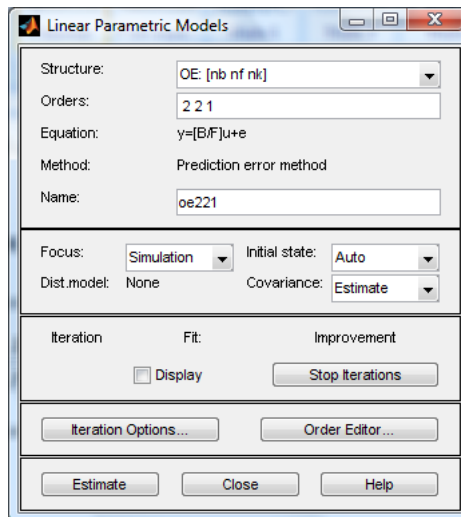 Linear Parametric Models
Structure: OE: [nb nf nk]
Orders: 2 2 1
Equation: y=[B/F]u+e
Method: Prediction error method
Name: oe221
Focus: Simulation Initial state: Auto
Dist.model: None Covariance: Estimate
Iteration Fit: Improvement
Display Stop Iterations
Iteration Options... Order Editor...
Estimate Close Help